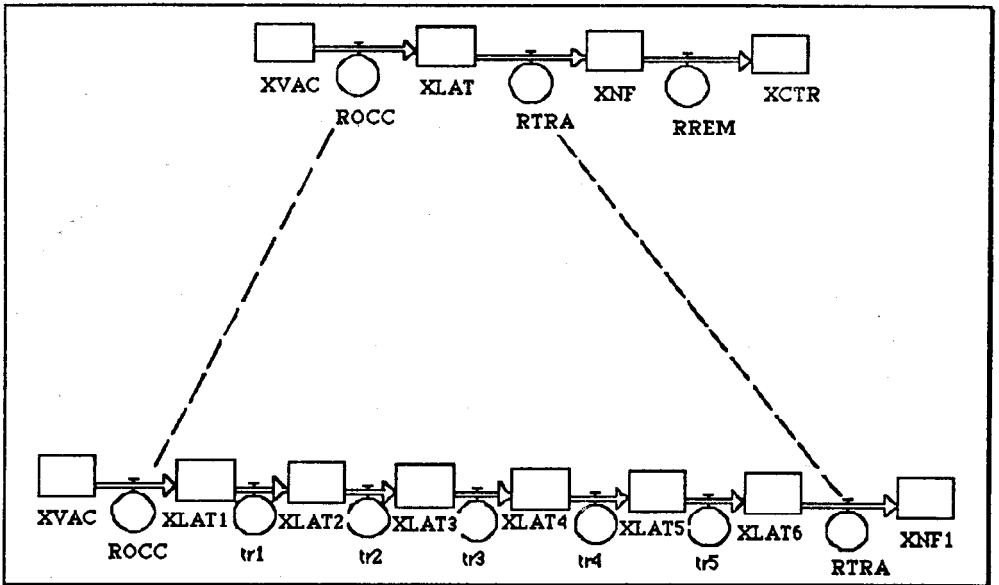 XVAC
ROCC
XLAT
RTRA
XNF
RREM
XCTR
XVAC
ROCC
XLAT1
tr1
XLAT2
tr2
XLAT3
tr3
XLAT4
tr4
XLAT5
tr5
XLAT6
RTRA
XNF1